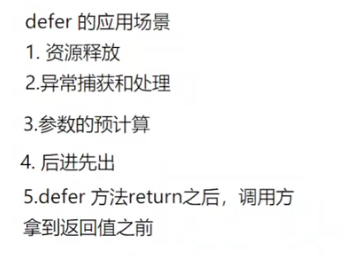 defer 的应用场景
1. 资源释放
2.异常捕获和处理
3.参数的预计算
4. 后进先出
5.defer 方法return之后，调用方
拿到返回值之前